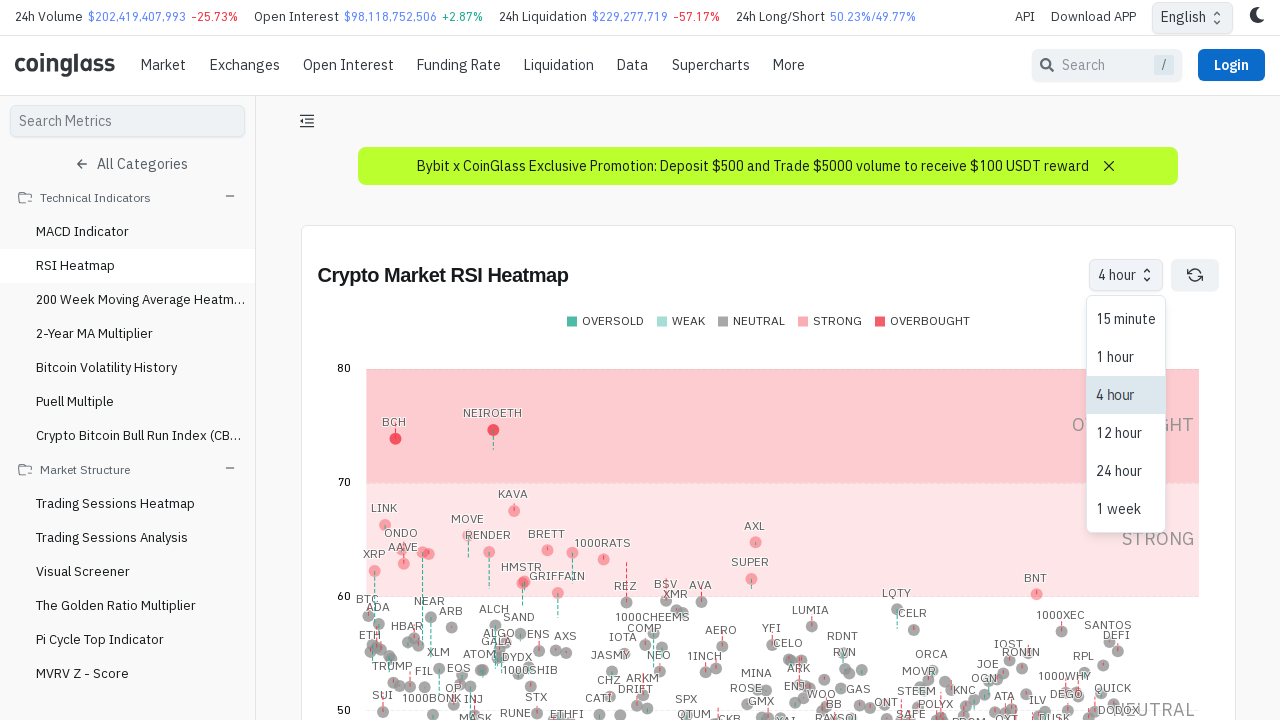 24h Volume $202,419,407,993 -25.73% Open Interest $98,118,752,506 +2.87% 24h Liquidation $229,277,719 -57.17% 24h Long/Short 50.23%/49.77% API Download APP English
coinglass Market Exchanges Open Interest Funding Rate Liquidation Data Supercharts More Search / Login
Search Metrics
All Categories
Technical Indicators
MACD Indicator
RSI Heatmap
200 Week Moving Average Heatm...
2-Year MA Multiplier
Bitcoin Volatility History
Puell Multiple
Crypto Bitcoin Bull Run Index (CB...
Market Structure
Trading Sessions Heatmap
Trading Sessions Analysis
Visual Screener
The Golden Ratio Multiplier
Pi Cycle Top Indicator
MVRV Z - Score
Bybit x CoinGlass Exclusive Promotion: Deposit $500 and Trade $5000 volume to receive $100 USDT reward
Crypto Market RSI Heatmap
4 hour
15 minute
1 hour
4 hour
12 hour
24 hour
1 week
OVERSOLD WEAK NEUTRAL STRONG OVERBOUGHT
80
NEIROETH
BCH
70
KAVA
LINK
MOVE
AXL
ONDO RENDER BRETT
AAVE 1000RATS
STRONG
XRP
SUPER
HMSTR
GRIFFAIN
BNT
REZ BSV AVA
XMR
LQTY
60
BTC
NEAR
ADA
ARB ALCH LUMIA CELR
SAND 1000CHEEMS 1000XEC
HBAR SANTOS
COMP AERO YFI
ETH ALGO ENS AXS IOTA RDNT DEFI
GALA CELO IOST
XLM ATOM DYDX JASMY NEO 1INCH RVN ORCA RONIN RPL
TRUMP JOE
FIL EOS 1000SHIB ARK MOVR
MINA OGN 1000WHY
CHZ ARKM
SUI OP DRIFT ROSE ENJ GAS STEEM KNC QUICK
1000BONK INJ STX CATI SPX GMX WOO ATA DEGO
BB ONT POLYX ILV
50
RUNE ETHFI QTUM SAFE NEUTRAL
MASK CKB RAYSOL DUSK